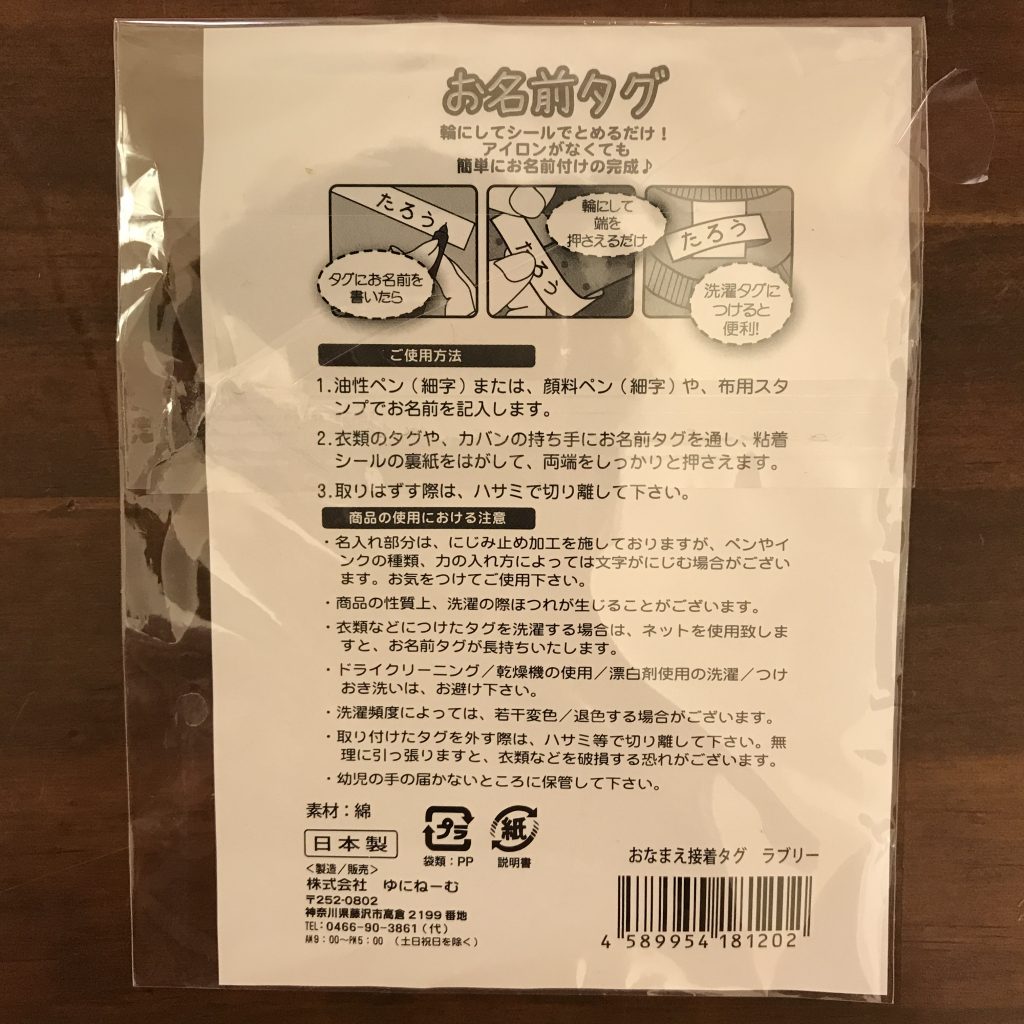 お名前タグ
輪にしてシールでとめるだけ！
アイロンがなくても
簡単にお名前付けの完成♪
たろう
タグにお名前を
書いたら
輪にして
端を
押さえるだけ
たろう
たろう
洗濯タグに
つけると
便利!
ご使用方法
1.油性ペン（細字）または、顔料ペン（細字）や、布用スタ
ンプでお名前を記入します。
2.衣類のタグや、カバンの持ち手にお名前タグを通し、粘着
シールの裏紙をはがして、両端をしっかりと押さえます。
3.取りはずす際は、ハサミで切り離して下さい。
商品の使用における注意
・名入れ部分は、にじみ止め加工を施しておりますが、ペンやイ
ンクの種類、力の入れ方によっては文字がにじむ場合がござい
ます。お気をつけてご使用下さい。
・商品の性質上、洗濯の際ほつれが生じることがございます。
・衣類などにつけたタグを洗濯する場合は、ネットを使用致しま
すと、お名前タグが長持ちいたします。
・ドライクリーニング／乾燥機の使用／漂白剤使用の洗濯／つけ
おき洗いは、お避け下さい。
・洗濯頻度によっては、若干変色／退色する場合がございます。
・取り付けたタグを外す際は、ハサミ等で切り離して下さい。無
理に引っ張りますと、衣類などを破損する恐れがございます。
・幼児の手の届かないところに保管して下さい。
素材：綿
日本製
プラ
袋類：PP
紙
説明書
＜製造／販売＞
株式会社　ゆにねーむ
〒252-0802
神奈川県藤沢市高倉2199番地
TEL：0466-90-3861（代）
AM9：00〜PM5：00　（土日祝日を除く）
おなまえ接着タグ　ラブリー
4 589954 181202